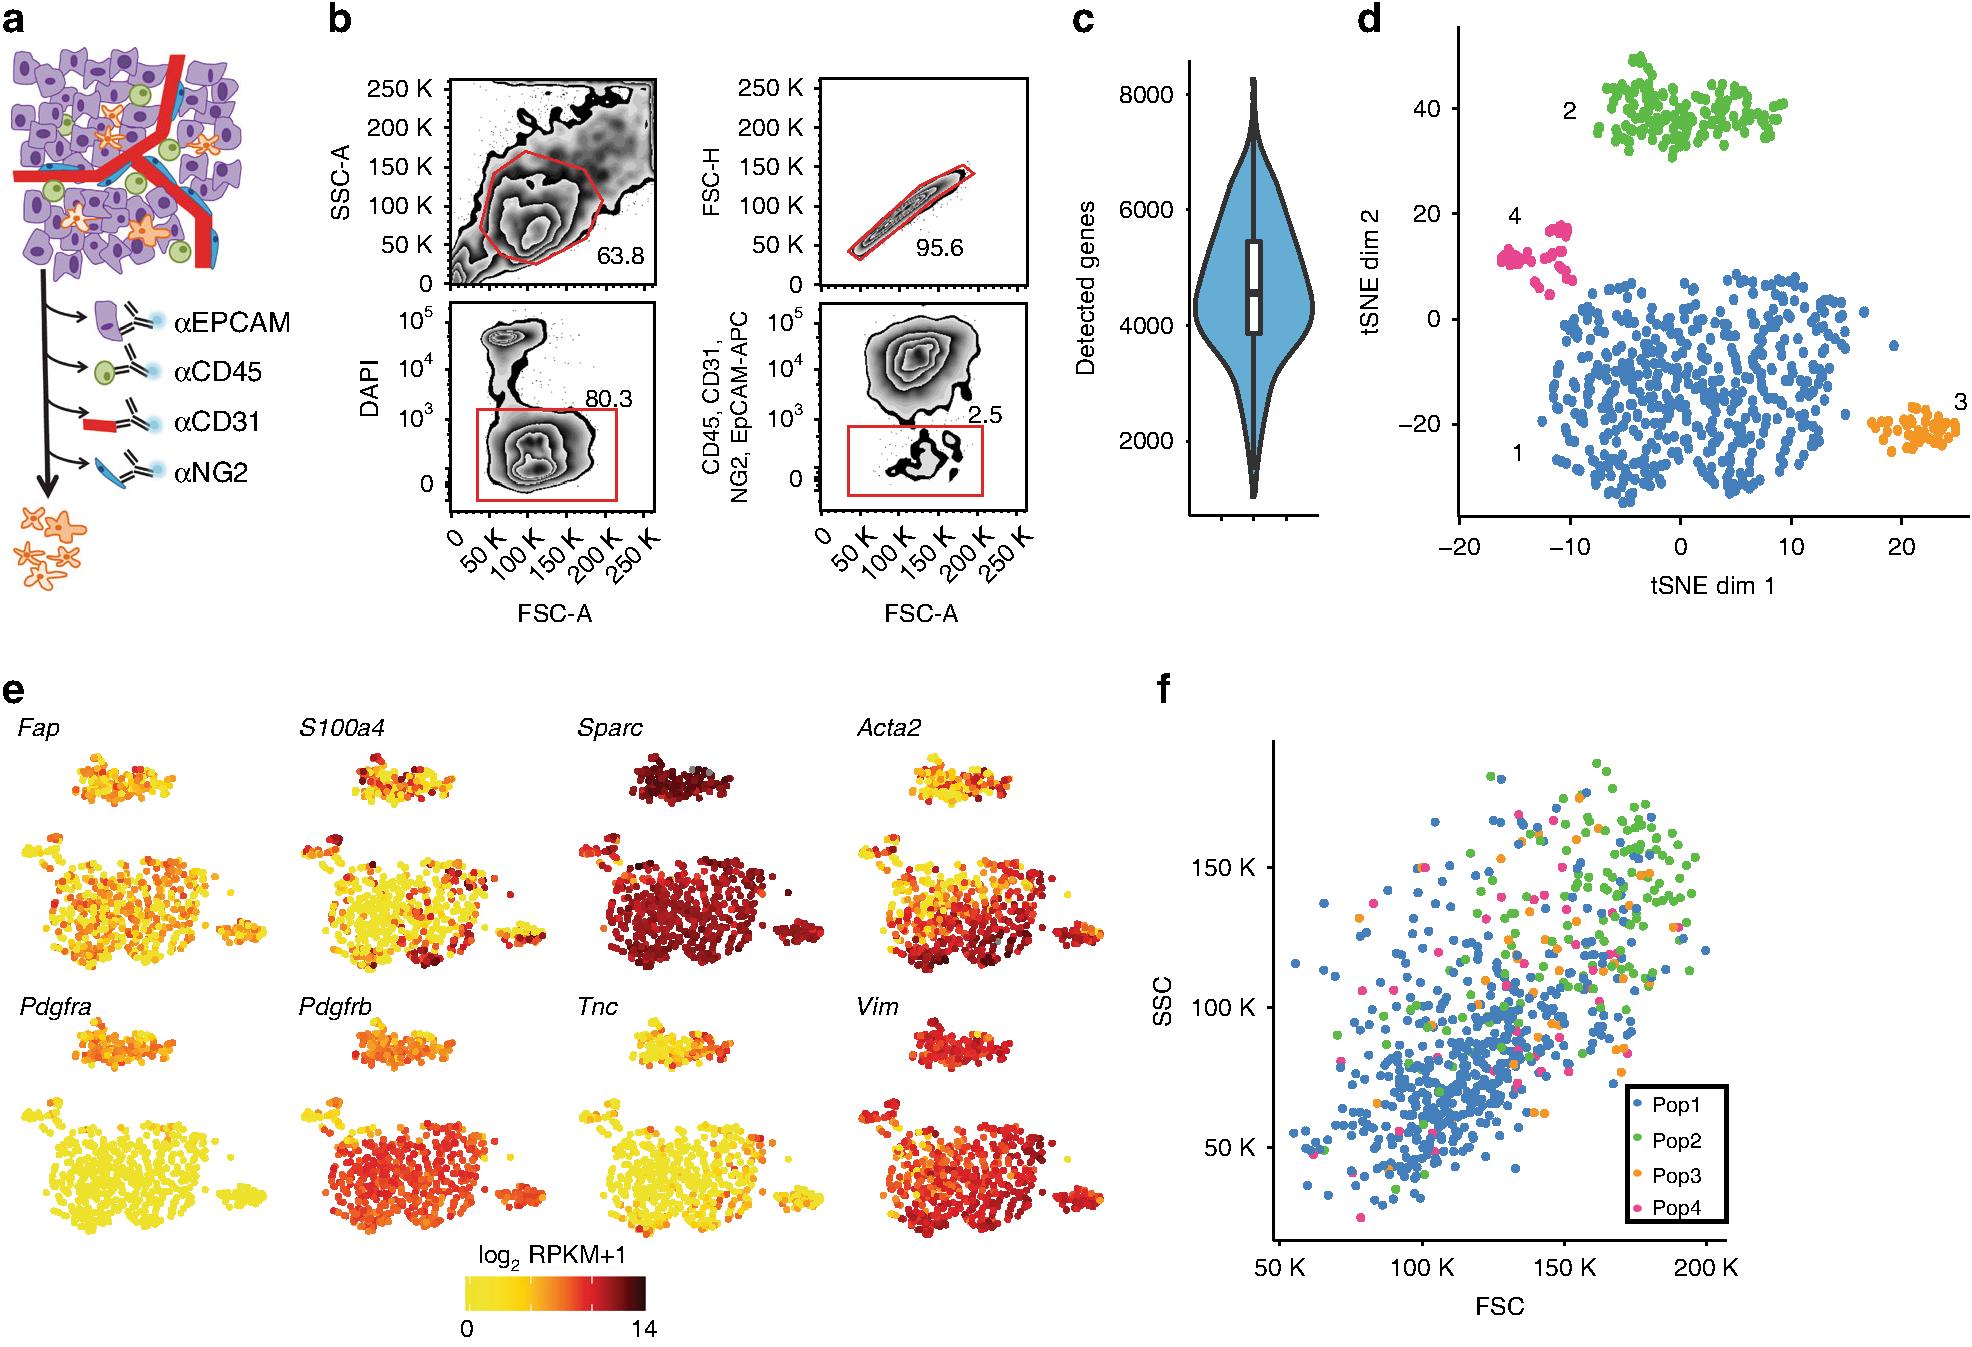 a
αEPCAM
αCD45
αCD31
αNG2
b
250 K
200 K
150 K
100 K
50 K
0
SSC-A
63.8
250 K
200 K
150 K
100 K
50 K
0
FSC-H
95.6
10^5
10^4
10^3
0
DAPI
80.3
0
50 K
100 K
150 K
200 K
250 K
FSC-A
10^5
10^4
10^3
0
CD45, CD31,
NG2, EpCAM-APC
2.5
0
50 K
100 K
150 K
200 K
250 K
FSC-A
c
8000
6000
4000
2000
Detected genes
d
40
20
0
−20
tSNE dim 2
2
4
1
3
−20
−10
0
10
20
tSNE dim 1
e
Fap
S100a4
Sparc
Acta2
Pdgfra
Pdgfrb
Tnc
Vim
log2 RPKM+1
0
14
f
150 K
100 K
50 K
SSC
Pop1
Pop2
Pop3
Pop4
50 K
100 K
150 K
200 K
FSC